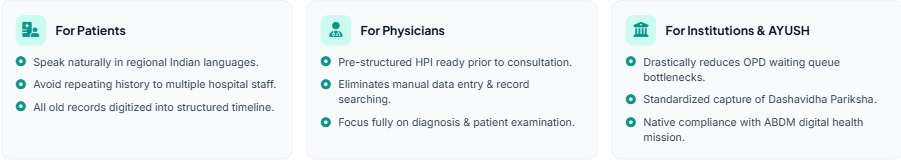 For Patients
Speak naturally in regional Indian languages.
Avoid repeating history to multiple hospital staff.
All old records digitized into structured timeline.
For Physicians
Pre-structured HPI ready prior to consultation.
Eliminates manual data entry & record
searching.
Focus fully on diagnosis & patient examination.
For Institutions & AYUSH
Drastically reduces OPD waiting queue
bottlenecks.
Standardized capture of Dashavidha Pariksha.
Native compliance with ABDM digital health
mission.